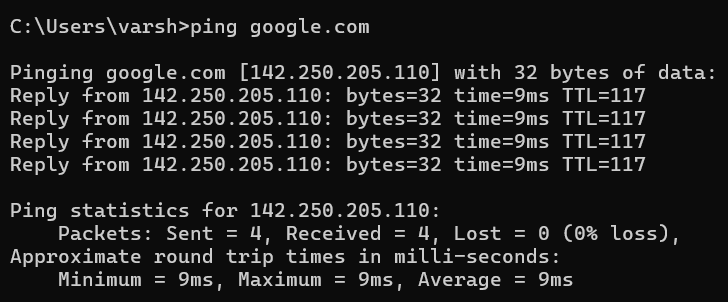 C:\Users\varsh>ping google.com
Pinging google.com [142.250.205.110] with 32 bytes of data:
Reply from 142.250.205.110: bytes=32 time=9ms TTL=117
Reply from 142.250.205.110: bytes=32 time=9ms TTL=117
Reply from 142.250.205.110: bytes=32 time=9ms TTL=117
Reply from 142.250.205.110: bytes=32 time=9ms TTL=117
Ping statistics for 142.250.205.110:
Packets: Sent = 4, Received = 4, Lost = 0 (0% loss),
Approximate round trip times in milli-seconds:
Minimum = 9ms, Maximum = 9ms, Average = 9ms